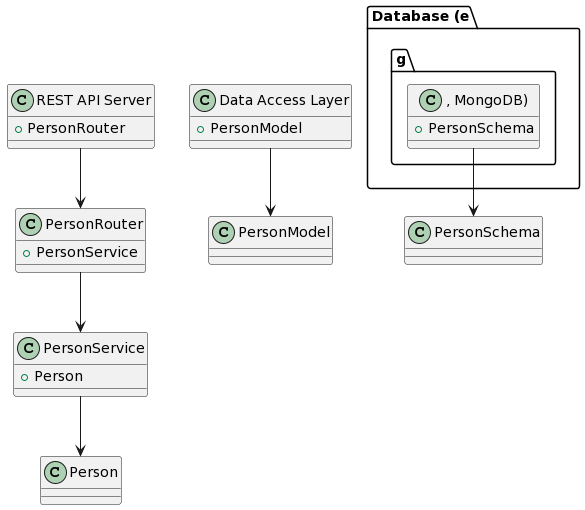 Database (e
g
C REST API Server
+ PersonRouter
C Data Access Layer
+ PersonModel
C , MongoDB)
+ PersonSchema
C PersonRouter
+ PersonService
C PersonModel
C PersonSchema
C PersonService
+ Person
C Person